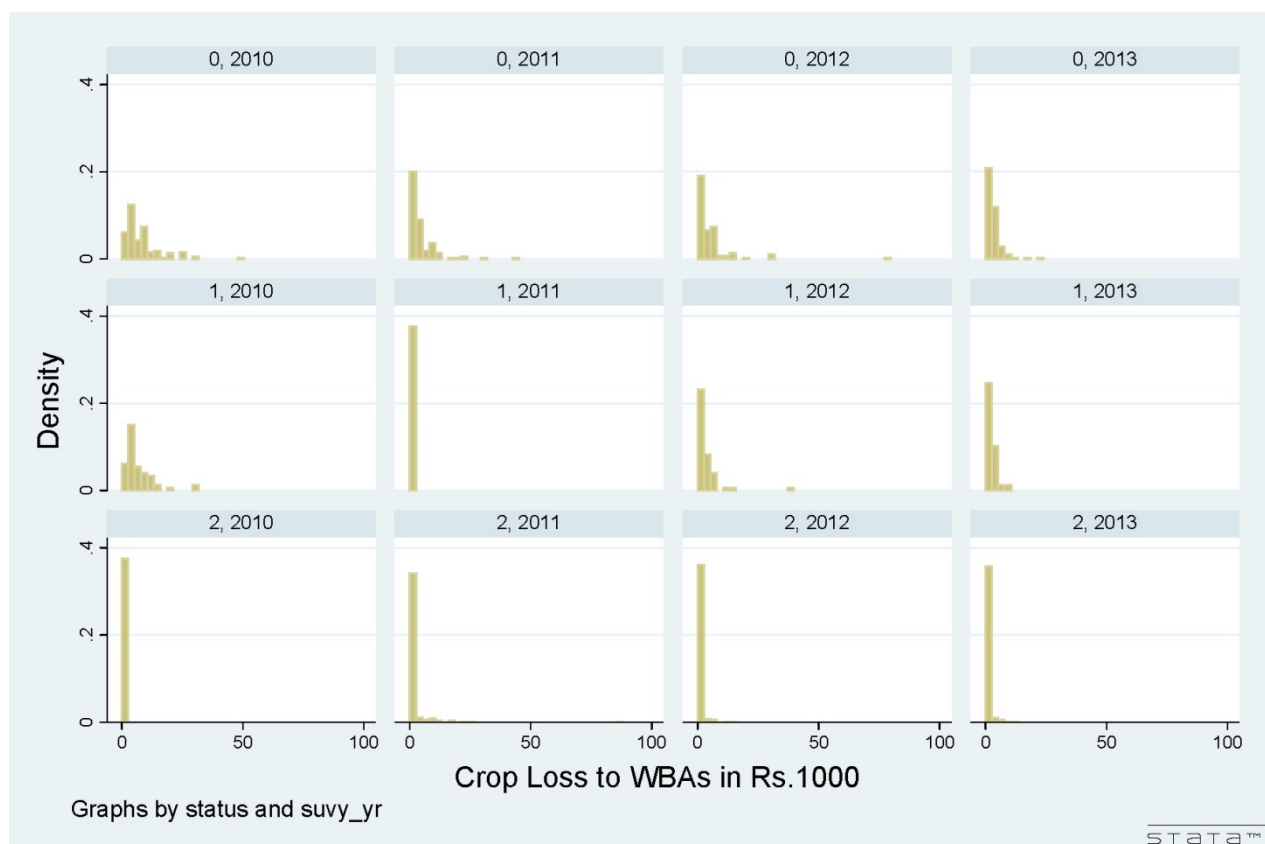 0, 2010
0, 2011
0, 2012
0, 2013
.4
.2
0
1, 2010
1, 2011
1, 2012
1, 2013
.4
.2
0
2, 2010
2, 2011
2, 2012
2, 2013
.4
.2
0
0 50 100
0 50 100
0 50 100
0 50 100
Density
Crop Loss to WBAs in Rs.1000
Graphs by status and suvy_yr
STATA™